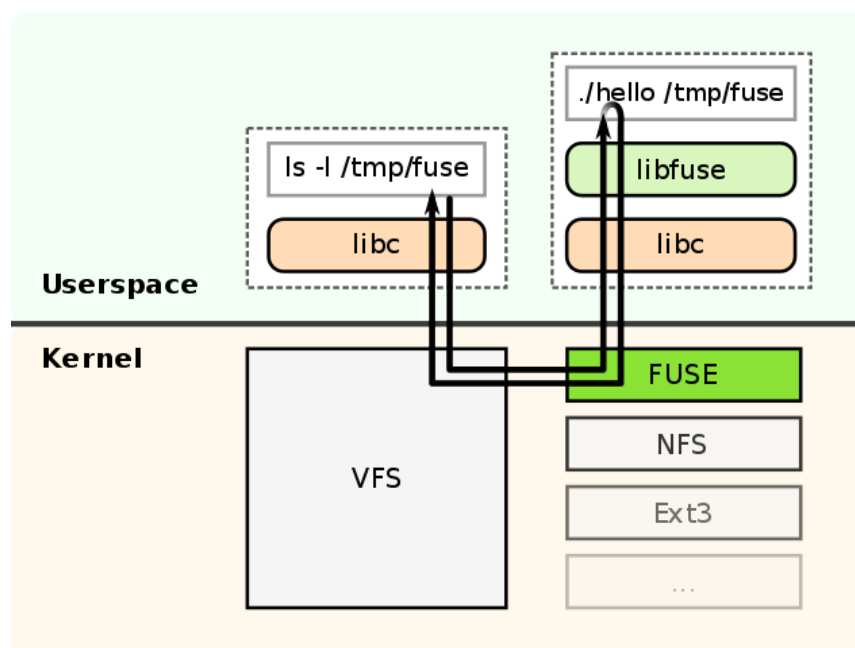 ./hello /tmp/fuse
ls -l /tmp/fuse
libfuse
libc
libc
Userspace
Kernel
FUSE
NFS
VFS
Ext3
...